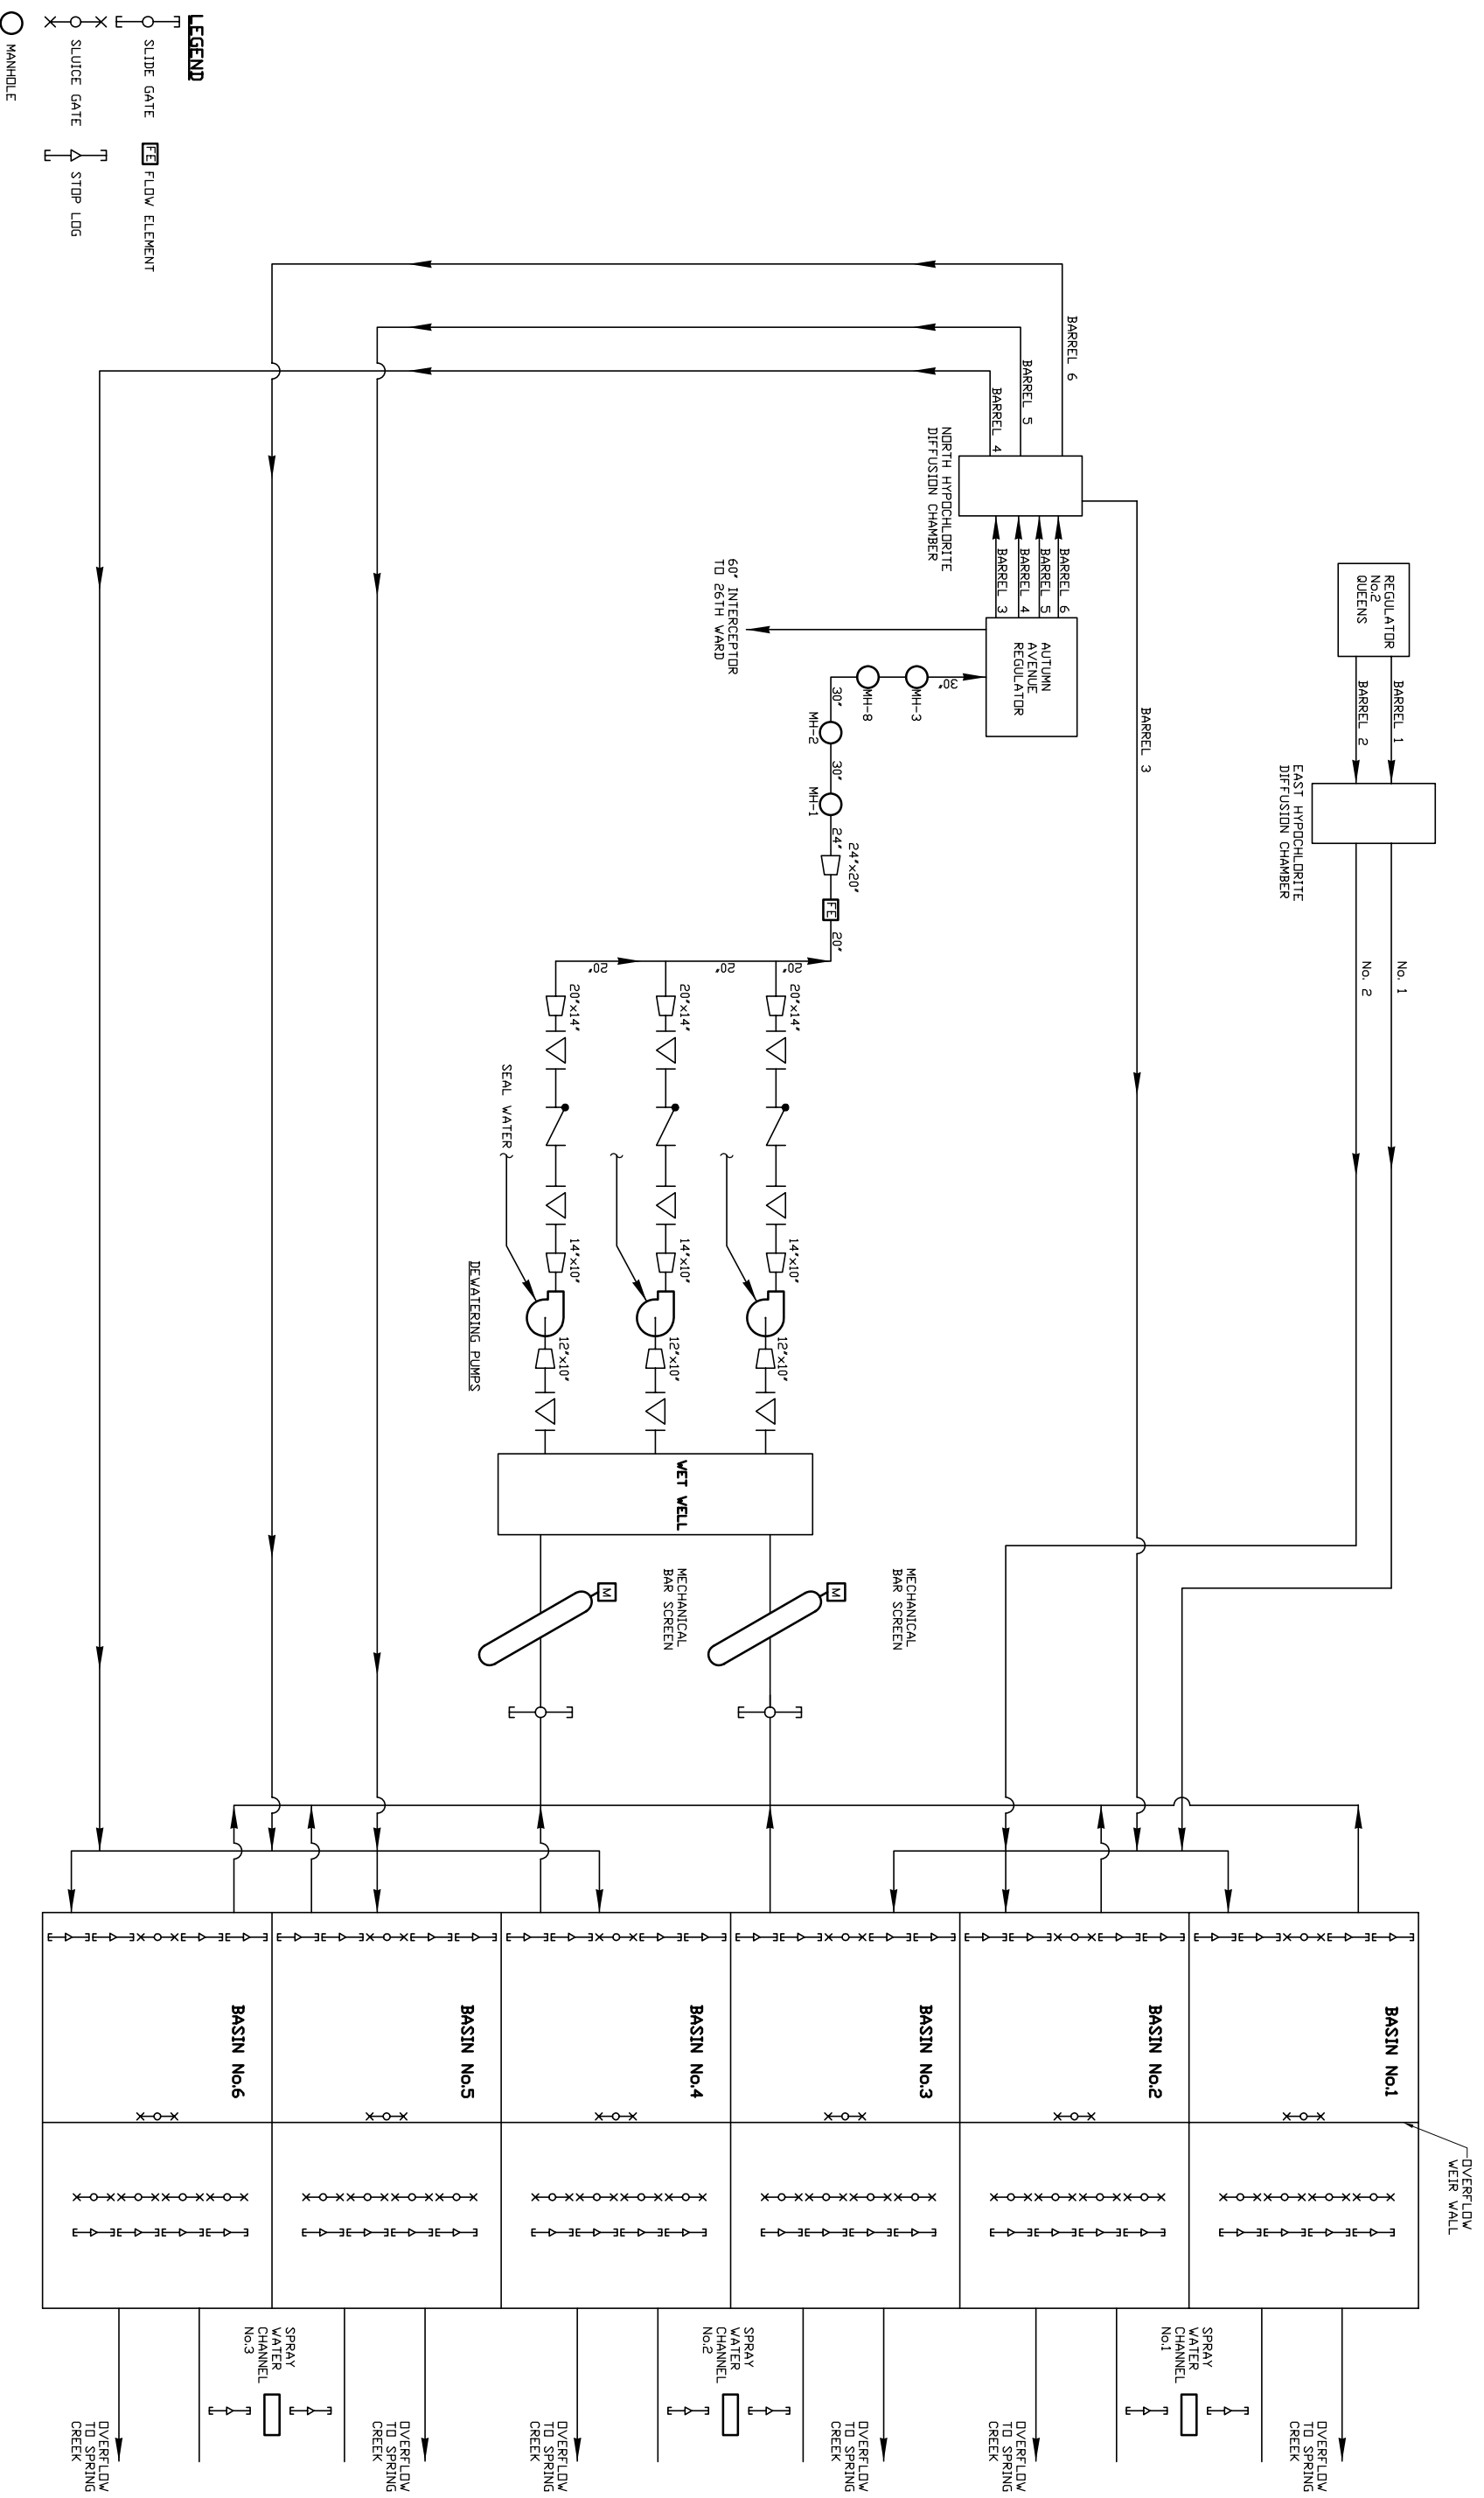 LEGEND
SLIDE GATE
FE
FLOW ELEMENT
SLUICE GATE
STOP LOG
MANHOLE
REGULATOR
No.2
QUEENS
BARREL 1
BARREL 2
EAST HYPOCHLORITE
DIFFUSION CHAMBER
No. 1
No. 2
BARREL 6
BARREL 5
BARREL 4
NORTH HYPOCHLORITE
DIFFUSION CHAMBER
BARREL 6
BARREL 5
BARREL 4
BARREL 3
AUTUMN
AVENUE
REGULATOR
BARREL 3
60" INTERCEPTOR
TO 26TH WARD
30"
MH-3
MH-8
30"
MH-2
30"
MH-1
24"
24"x20"
FE
20"
20"
20"
20"
20"x14"
14"x10"
12"x10"
20"x14"
14"x10"
12"x10"
20"x14"
14"x10"
12"x10"
SEAL WATER
DEWATERING PUMPS
WET WELL
MECHANICAL
BAR SCREEN
M
MECHANICAL
BAR SCREEN
M
OVERFLOW
WEIR WALL
BASIN No.1
BASIN No.2
BASIN No.3
BASIN No.4
BASIN No.5
BASIN No.6
OVERFLOW
TO SPRING
CREEK
SPRAY
WATER
CHANNEL
No.1
OVERFLOW
TO SPRING
CREEK
OVERFLOW
TO SPRING
CREEK
SPRAY
WATER
CHANNEL
No.2
OVERFLOW
TO SPRING
CREEK
OVERFLOW
TO SPRING
CREEK
SPRAY
WATER
CHANNEL
No.3
OVERFLOW
TO SPRING
CREEK